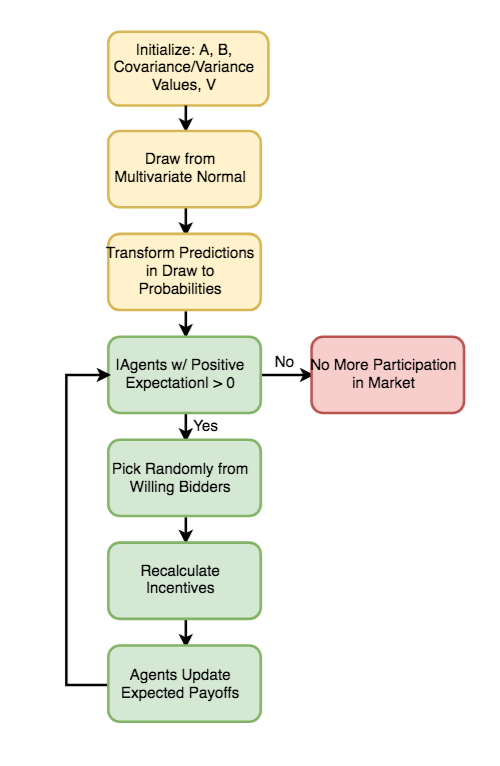 Initialize: A, B,
Covariance/Variance
Values, V
Draw from
Multivariate Normal
Transform Predictions
in Draw to
Probabilities
|Agents w/ Positive
Expectation| > 0
No
No More Participation
in Market
Yes
Pick Randomly from
Willing Bidders
Recalculate
Incentives
Agents Update
Expected Payoffs